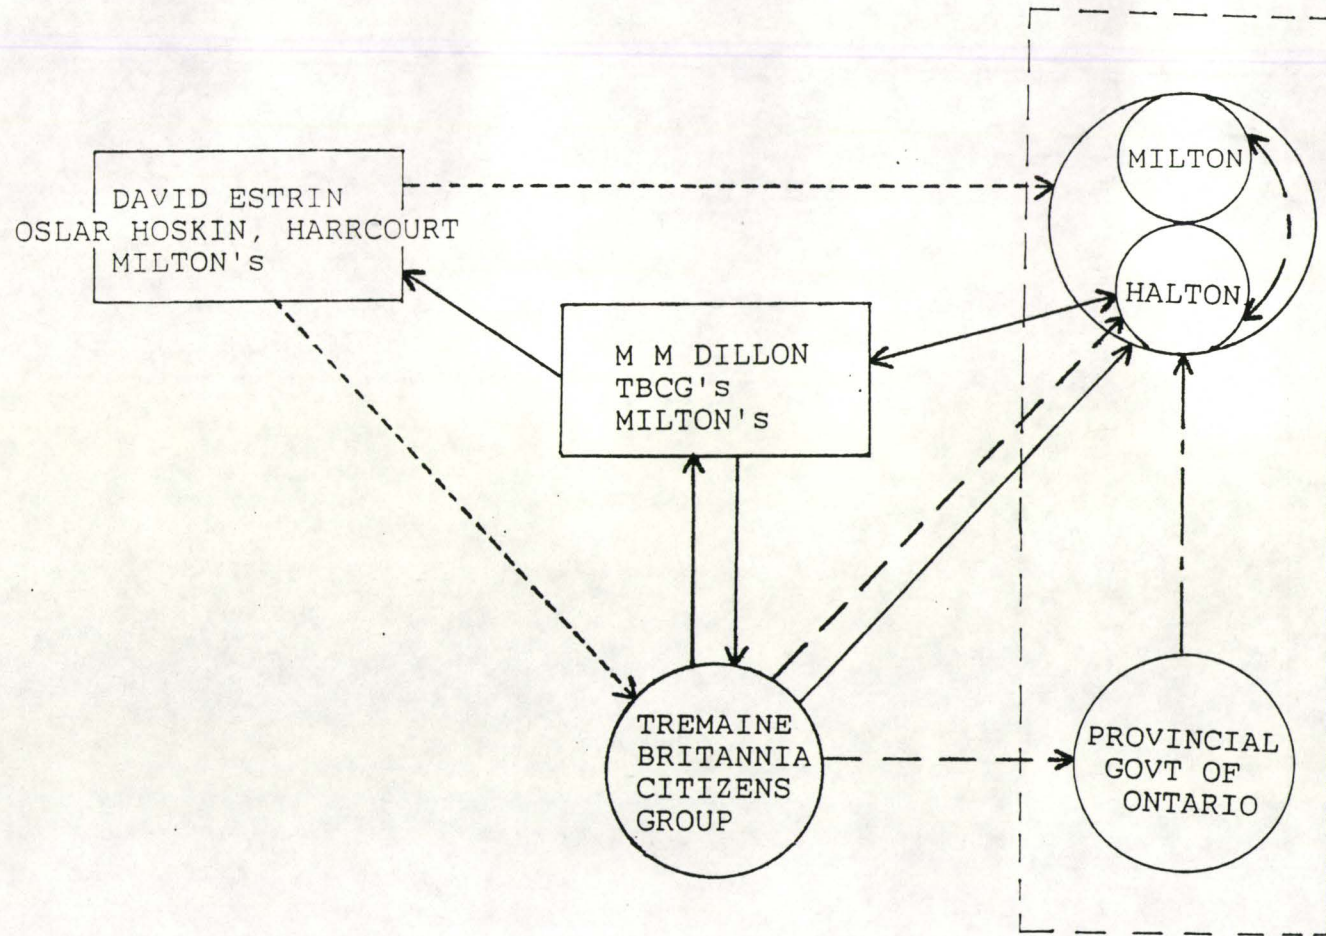 MILTON
DAVID ESTRIN
OSLAR HOSKIN, HARRCOURT
MILTON's
HALTON
M M DILLON
TBCG's
MILTON's
TREMAINE
BRITANNIA
CITIZENS
GROUP
PROVINCIAL
GOVT OF
ONTARIO